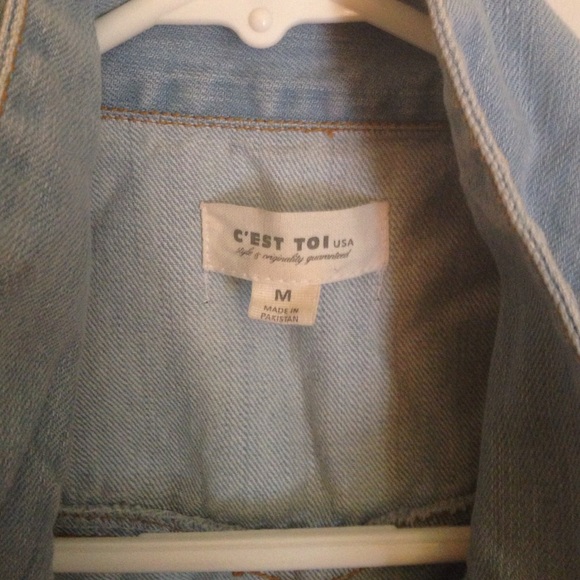 C'EST TOI USA
style & originality guaranteed
M
MADE IN
PAKISTAN